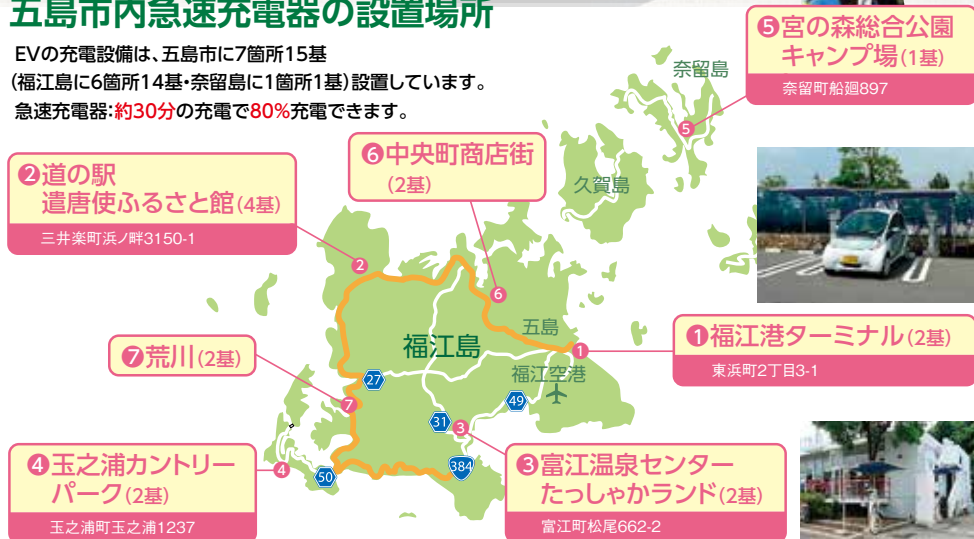 五島市内急速充電器の設置場所
EVの充電設備は、五島市に7箇所15基
(福江島に6箇所14基・奈留島に1箇所1基)設置しています。
急速充電器:約30分の充電で80%充電できます。
❺宮の森総合公園
キャンプ場(1基)
奈留町船廻897
奈留島
5
❻中央町商店街
(2基)
久賀島
❷道の駅
遣唐使ふるさと館(4基)
三井楽町浜ノ畔3150-1
2
6
五島
福江島
1
❶福江港ターミナル(2基)
東浜町2丁目3-1
福江空港
❼荒川(2基)
27
7
49
31
3
❹玉之浦カントリー
パーク(2基)
玉之浦町玉之浦1237
4
50
384
❸富江温泉センター
たっしゃかランド(2基)
富江町松尾662-2